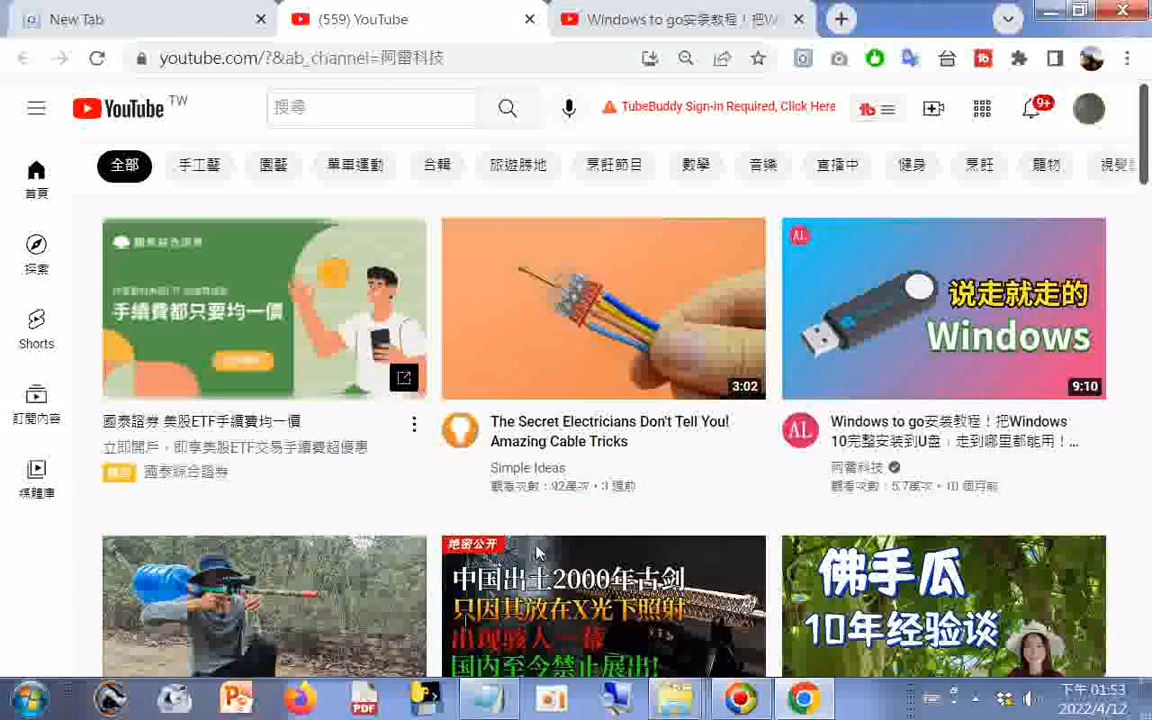 New Tab
(559) YouTube
Windows to go安装教程！把W
youtube.com/?&ab_channel=阿雷科技
YouTube TW
搜尋
TubeBuddy Sign-in Required, Click Here
9+
全部
手工藝
園藝
單車運動
合輯
旅遊勝地
烹飪節目
數學
音樂
直播中
健身
烹飪
寵物
首頁
探索
Shorts
訂閱內容
媒體庫
手續費都只要均一價
國泰證券 美股ETF手續費均一價
立即開戶，即享美股ETF交易手續費超優惠
國泰綜合證券
3:02
The Secret Electricians Don't Tell You!
Amazing Cable Tricks
Simple Ideas
觀看次數：92萬次・3 週前
AL
说走就走的
Windows
9:10
AL
Windows to go安装教程！把Windows
10完整安装到U盘」走到哪里都能用！...
阿雷科技
觀看次數：5.7萬次・10 個月前
绝密公开
中国出土2000年古剑
只因其放在X光下照射
出现骇人一幕
国内至今禁止展出!
佛手瓜
10年经验谈
PDF
下午 01:53
2022/4/12